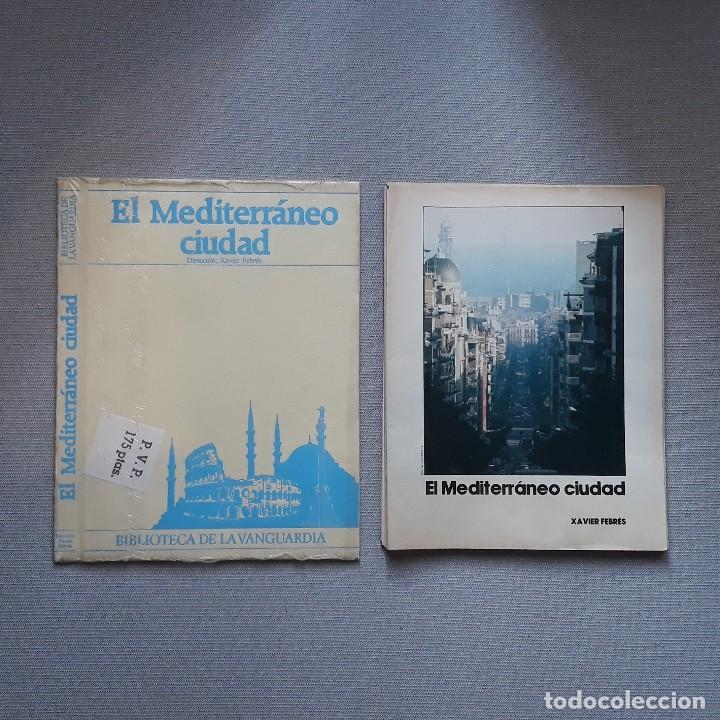 BIBLIOTECA DE
LA VANGUARDIA
El Mediterráneo ciudad
El Mediterráneo
ciudad
Dirección: Xavier Febrés
P. V. P.
175 ptas.
BIBLIOTECA DE LA VANGUARDIA
El Mediterráneo ciudad
XAVIER FEBRÉS
todocoleccion.net